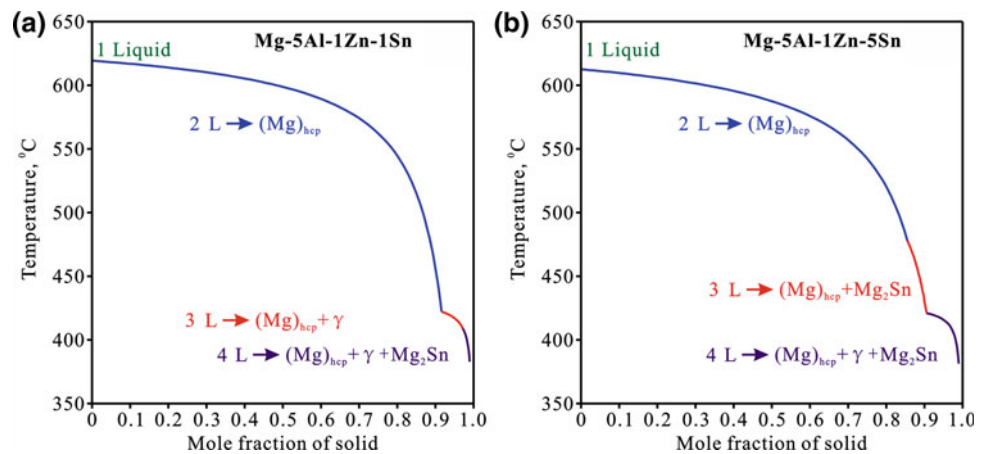 (a)
Mg-5Al-1Zn-1Sn
1 Liquid
2 L → (Mg)hcp
3 L → (Mg)hcp + γ
4 L → (Mg)hcp + γ + Mg2Sn
Temperature, °C
650
600
550
500
450
400
350
0 0.1 0.2 0.3 0.4 0.5 0.6 0.7 0.8 0.9 1.0
Mole fraction of solid
(b)
Mg-5Al-1Zn-5Sn
1 Liquid
2 L → (Mg)hcp
3 L → (Mg)hcp+Mg2Sn
4 L → (Mg)hcp + γ +Mg2Sn
Temperature, °C
650
600
550
500
450
400
350
0 0.1 0.2 0.3 0.4 0.5 0.6 0.7 0.8 0.9 1.0
Mole fraction of solid